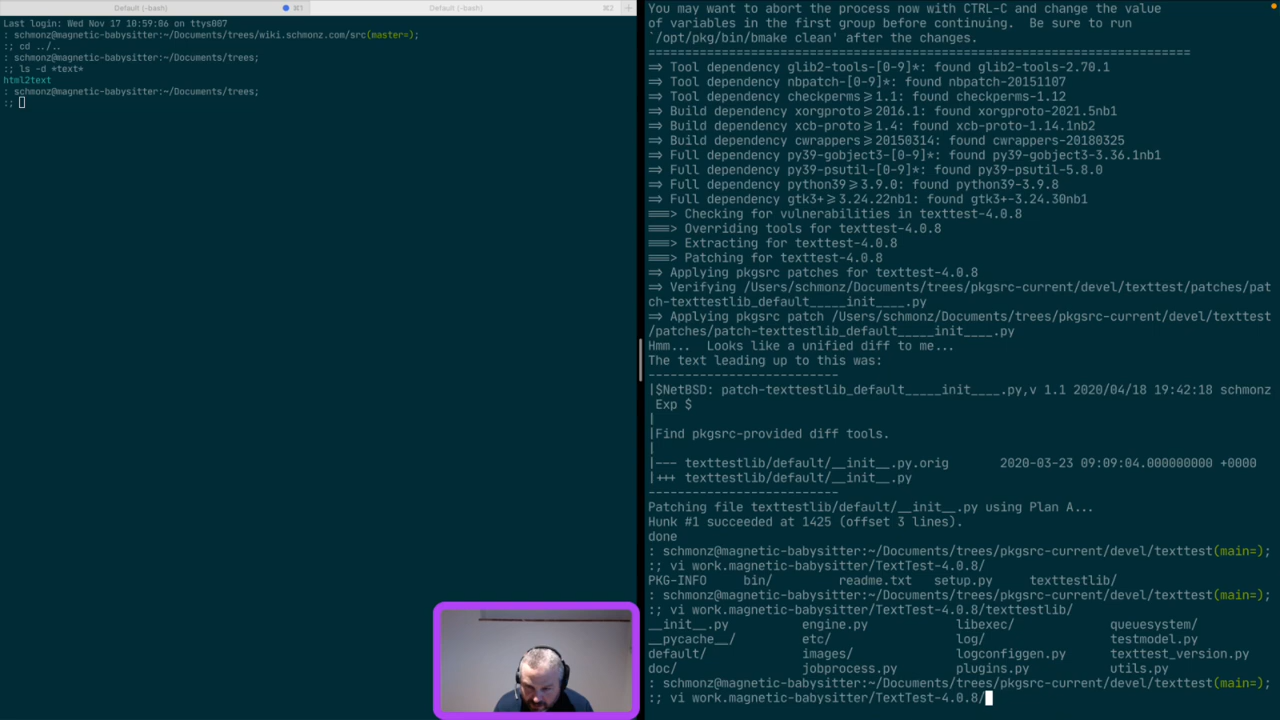 Default (-bash)
⌘1
Default (-bash)
⌘2
+
Last login: Wed Nov 17 10:59:06 on ttys007
: schmonz@magnetic-babysitter:~/Documents/trees/wiki.schmonz.com/src(master=);
:; cd ../..
: schmonz@magnetic-babysitter:~/Documents/trees;
:; ls -d *text*
html2text
: schmonz@magnetic-babysitter:~/Documents/trees;
:;
You may want to abort the process now with CTRL-C and change the value
of variables in the first group before continuing.  Be sure to run
`/opt/pkg/bin/bmake clean' after the changes.
==========================================================================
=> Tool dependency glib2-tools-[0-9]*: found glib2-tools-2.70.1
=> Tool dependency nbpatch-[0-9]*: found nbpatch-20151107
=> Tool dependency checkperms>=1.1: found checkperms-1.12
=> Build dependency xorgproto>=2016.1: found xorgproto-2021.5nb1
=> Build dependency xcb-proto>=1.4: found xcb-proto-1.14.1nb2
=> Build dependency cwrappers>=20150314: found cwrappers-20180325
=> Full dependency py39-gobject3-[0-9]*: found py39-gobject3-3.36.1nb1
=> Full dependency py39-psutil-[0-9]*: found py39-psutil-5.8.0
=> Full dependency python39>=3.9.0: found python39-3.9.8
=> Full dependency gtk3+>=3.24.22nb1: found gtk3+-3.24.30nb1
===> Checking for vulnerabilities in texttest-4.0.8
===> Overriding tools for texttest-4.0.8
===> Extracting for texttest-4.0.8
===> Patching for texttest-4.0.8
=> Applying pkgsrc patches for texttest-4.0.8
=> Verifying /Users/schmonz/Documents/trees/pkgsrc-current/devel/texttest/patches/pat
ch-texttestlib_default_____init____.py
=> Applying pkgsrc patch /Users/schmonz/Documents/trees/pkgsrc-current/devel/texttest
/patches/patch-texttestlib_default_____init____.py
Hmm...  Looks like a unified diff to me...
The text leading up to this was:
--------------------------
|$NetBSD: patch-texttestlib_default_____init____.py,v 1.1 2020/04/18 19:42:18 schmonz
 Exp $
|
|Find pkgsrc-provided diff tools.
|
|--- texttestlib/default/__init__.py.orig       2020-03-23 09:09:04.000000000 +0000
|+++ texttestlib/default/__init__.py
--------------------------
Patching file texttestlib/default/__init__.py using Plan A...
Hunk #1 succeeded at 1425 (offset 3 lines).
done
: schmonz@magnetic-babysitter:~/Documents/trees/pkgsrc-current/devel/texttest(main=);
:; vi work.magnetic-babysitter/TextTest-4.0.8/
PKG-INFO     bin/         readme.txt   setup.py     texttestlib/
: schmonz@magnetic-babysitter:~/Documents/trees/pkgsrc-current/devel/texttest(main=);
:; vi work.magnetic-babysitter/TextTest-4.0.8/texttestlib/
__init__.py          engine.py            libexec/             queuesystem/
__pycache__/         etc/                 log/                 testmodel.py
default/             images/              logconfiggen.py      texttest_version.py
doc/                 jobprocess.py        plugins.py           utils.py
: schmonz@magnetic-babysitter:~/Documents/trees/pkgsrc-current/devel/texttest(main=);
:; vi work.magnetic-babysitter/TextTest-4.0.8/